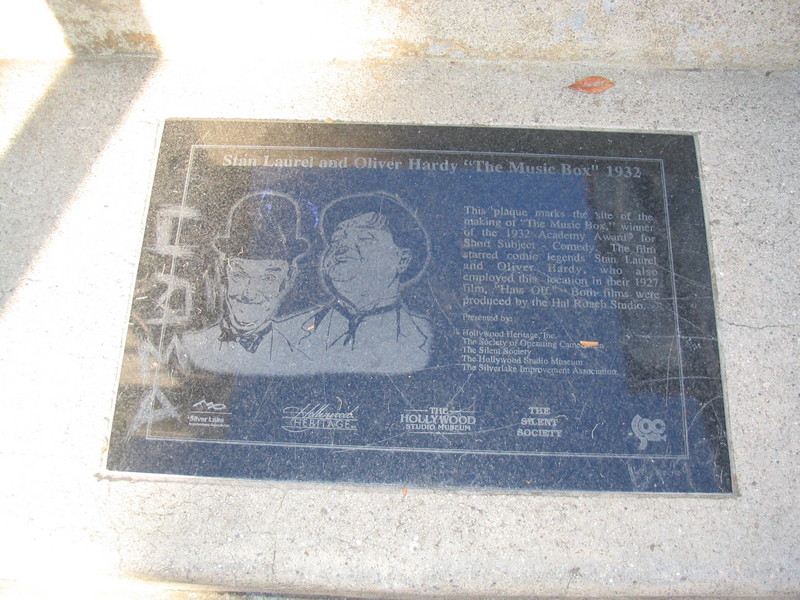 Stan Laurel and Oliver Hardy "The Music Box" 1932
This plaque marks the site of the
making of "The Music Box," winner
of the 1932 Academy Award® for
Short Subject - Comedy. The film
starred comic legends Stan Laurel
and Oliver Hardy, who also
employed this location in their 1927
film, "Hats Off." Both films were
produced by the Hal Roach Studio.
Presented by:
Hollywood Heritage, Inc.
The Society of Operating
The Silent Society
The Hollywood Studio Museum
The Silverlake Improvement Association
Silver Lake
Hollywood
HERITAGE
THE
HOLLYWOOD
STUDIO MUSEUM
THE
SILENT
SOCIETY
SOC